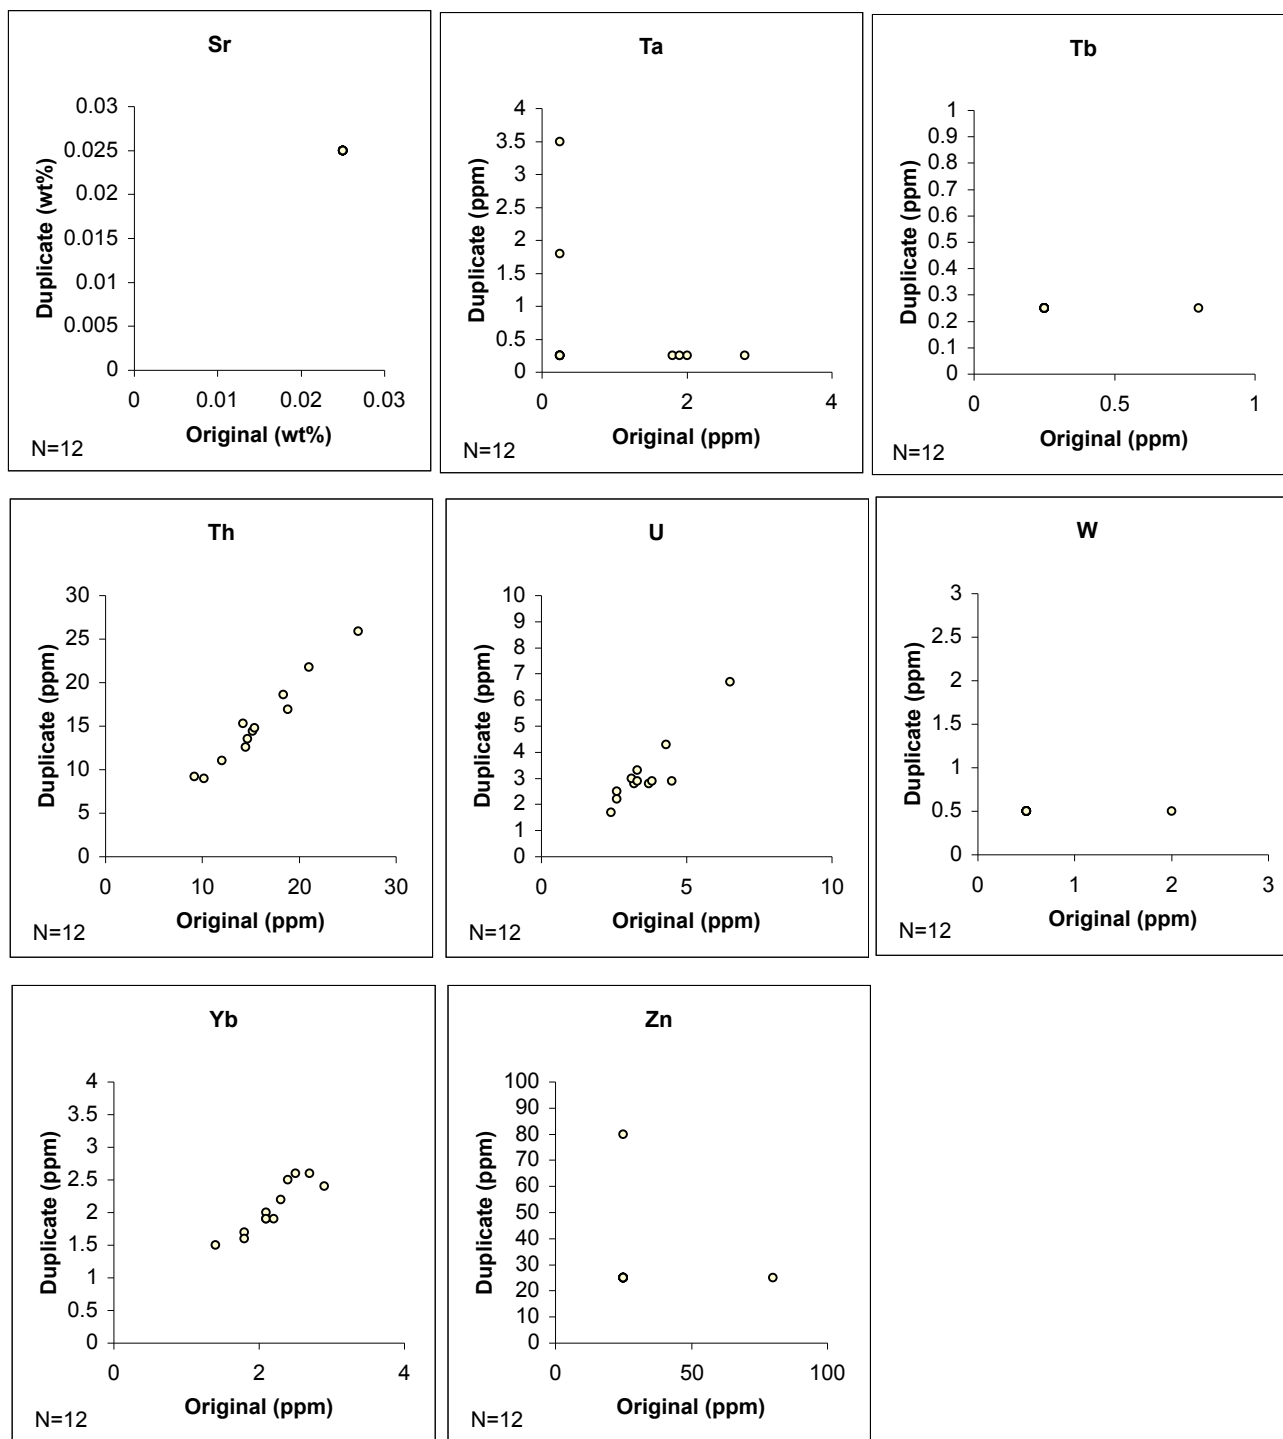 Sr
0.03
0.025
0.02
0.015
0.01
0.005
0
Duplicate (wt%)
0 0.01 0.02 0.03
Original (wt%)
N=12
Ta
4
3.5
3
2.5
2
1.5
1
0.5
0
Duplicate (ppm)
0 2 4
Original (ppm)
N=12
Tb
1
0.9
0.8
0.7
0.6
0.5
0.4
0.3
0.2
0.1
0
Duplicate (ppm)
0 0.5 1
Original (ppm)
N=12
Th
30
25
20
15
10
5
0
Duplicate (ppm)
0 10 20 30
Original (ppm)
N=12
U
10
9
8
7
6
5
4
3
2
1
0
Duplicate (ppm)
0 5 10
Original (ppm)
N=12
W
3
2.5
2
1.5
1
0.5
0
Duplicate (ppm)
0 1 2 3
Original (ppm)
N=12
Yb
4
3.5
3
2.5
2
1.5
1
0.5
0
Duplicate (ppm)
0 2 4
Original (ppm)
N=12
Zn
100
90
80
70
60
50
40
30
20
10
0
Duplicate (ppm)
0 50 100
Original (ppm)
N=12